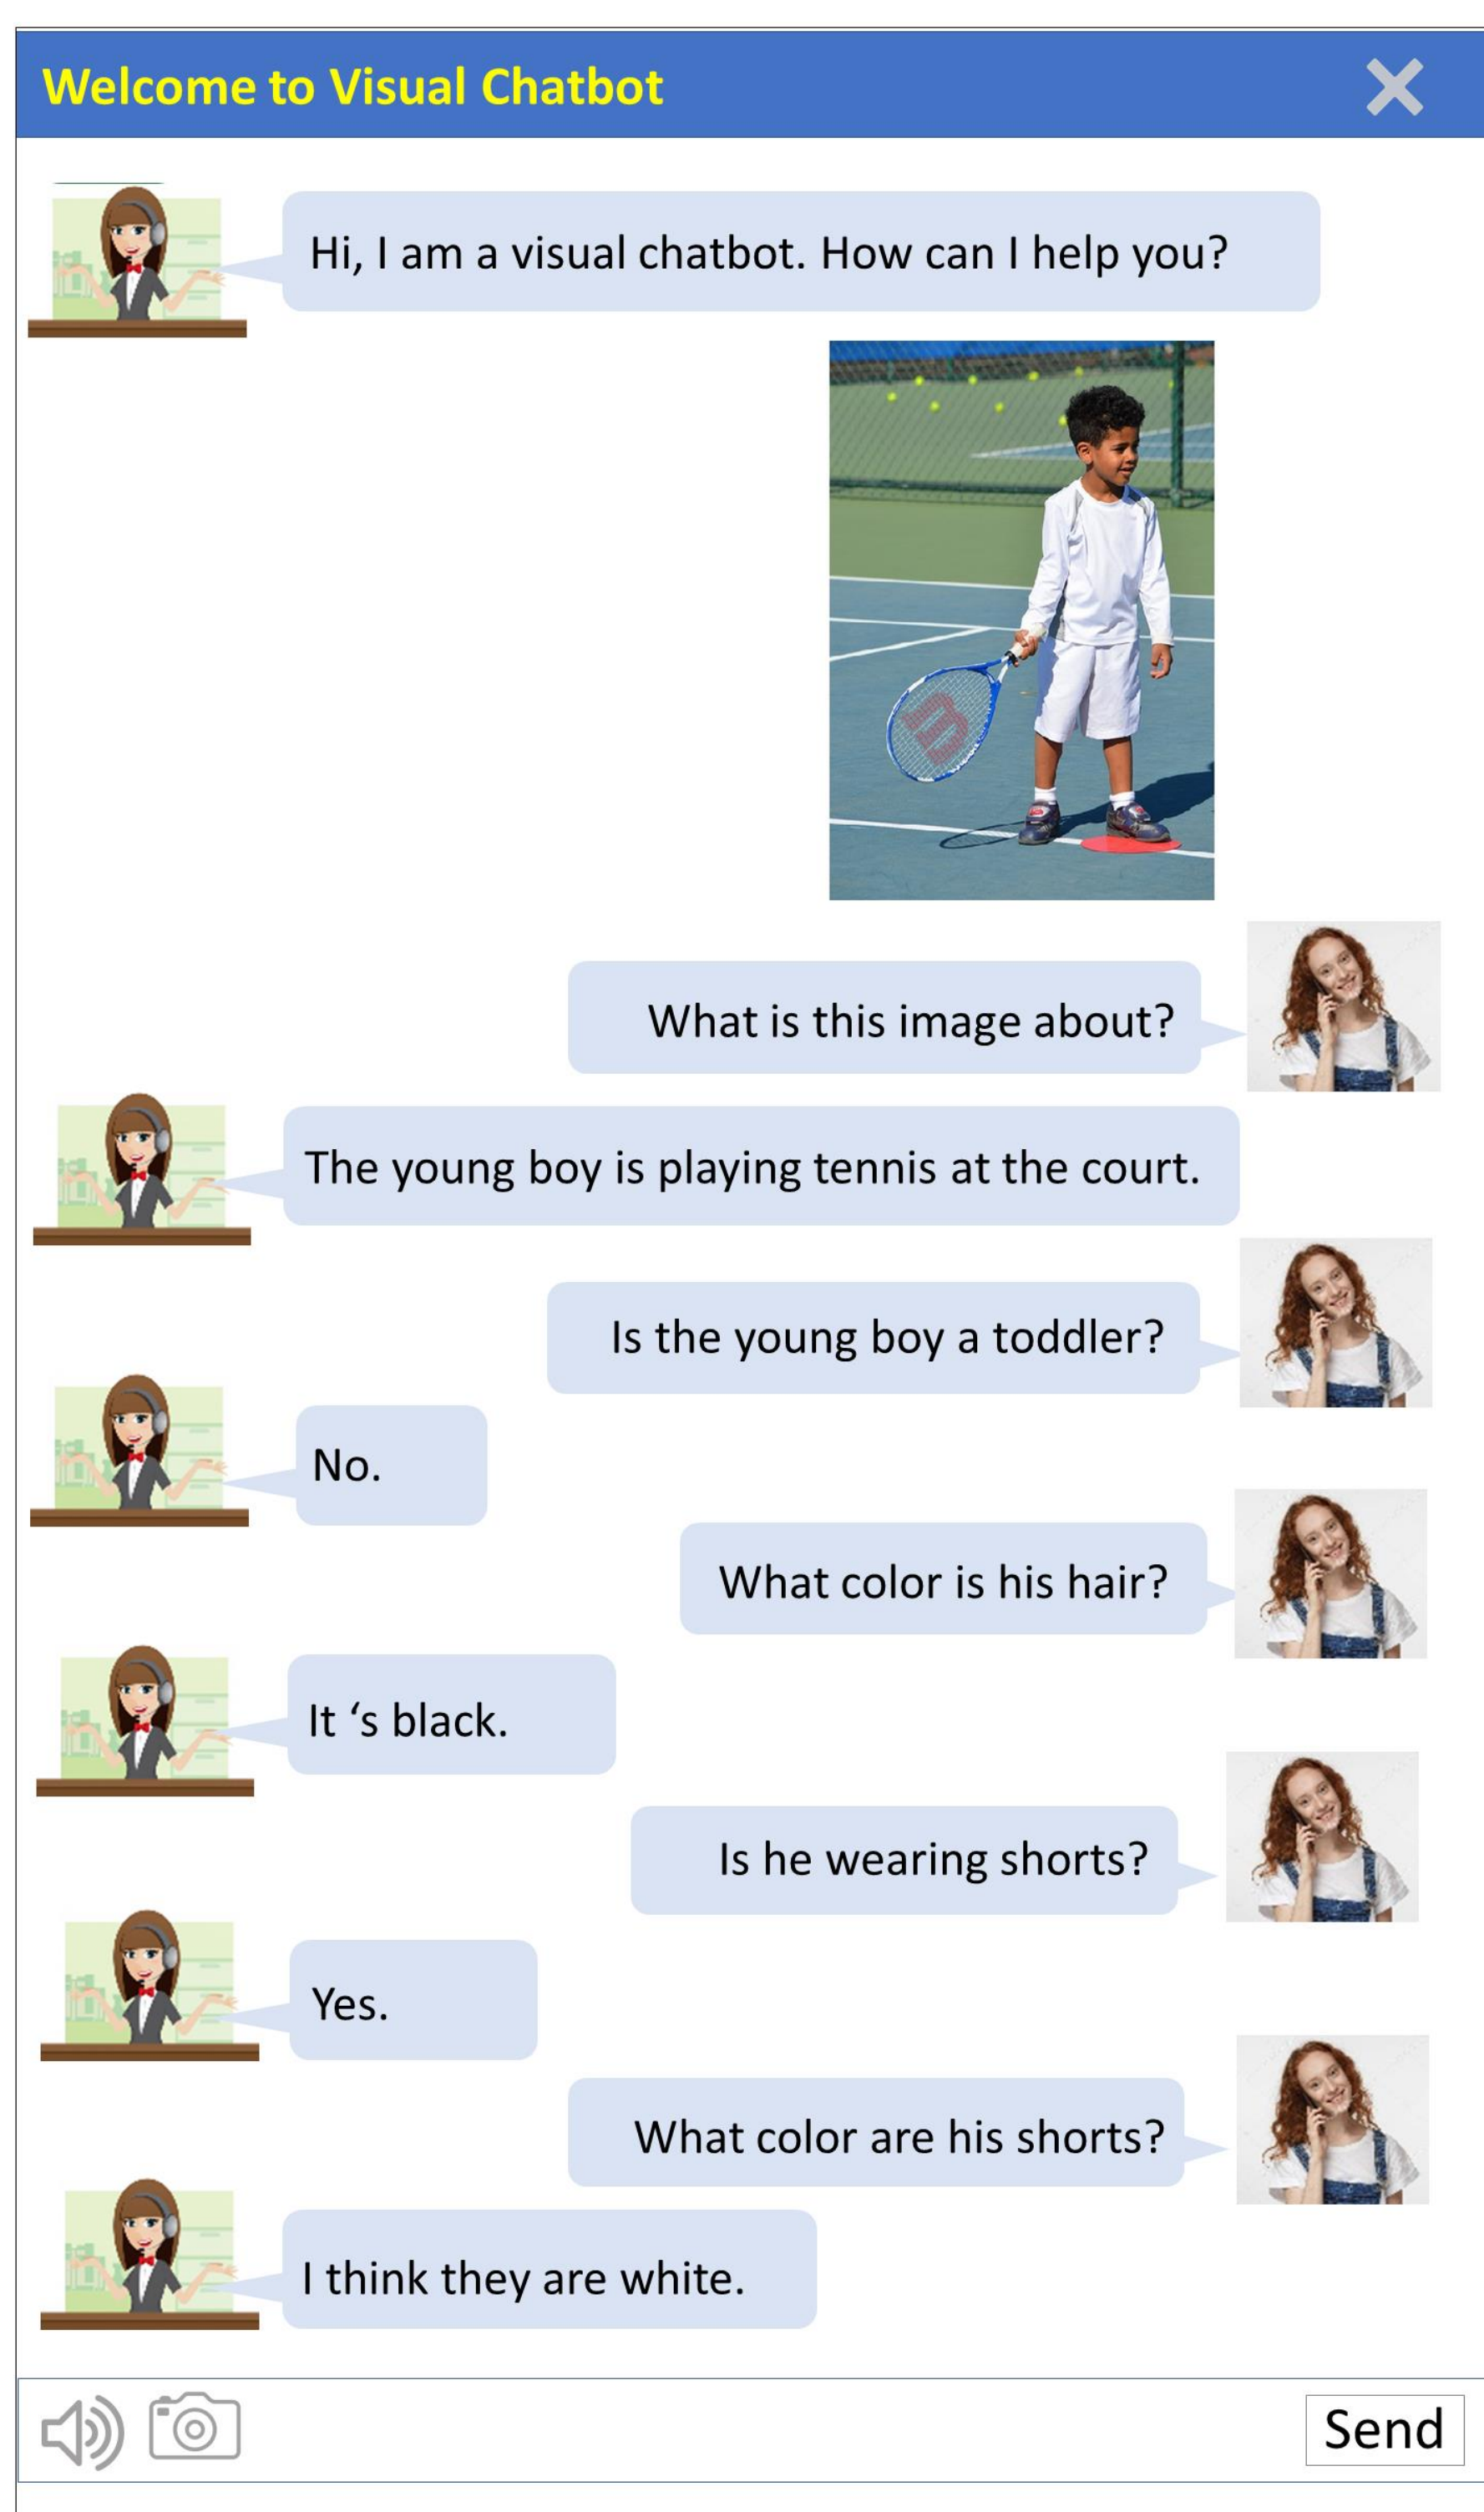 Welcome to Visual Chatbot
Hi, I am a visual chatbot. How can I help you?
What is this image about?
The young boy is playing tennis at the court.
Is the young boy a toddler?
No.
What color is his hair?
It ‘s black.
Is he wearing shorts?
Yes.
What color are his shorts?
I think they are white.
Send